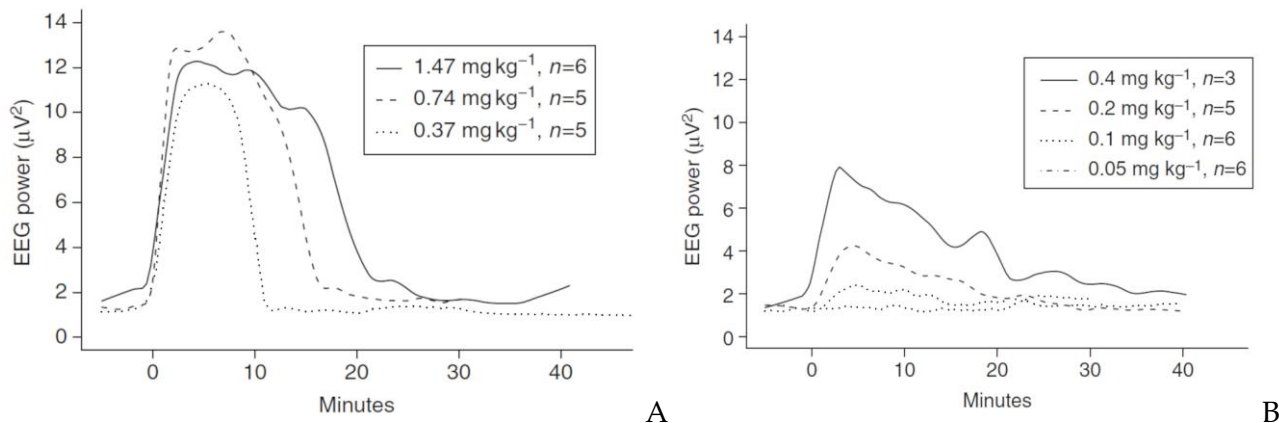 14
12
10
8
6
4
2
0
EEG power (µV²)
1.47 mg kg⁻¹, n=6
0.74 mg kg⁻¹, n=5
0.37 mg kg⁻¹, n=5
0 10 20 30 40
Minutes
A
14
12
10
8
6
4
2
0
EEG power (µV²)
0.4 mg kg⁻¹, n=3
0.2 mg kg⁻¹, n=5
0.1 mg kg⁻¹, n=6
0.05 mg kg⁻¹, n=6
0 10 20 30 40
Minutes
B